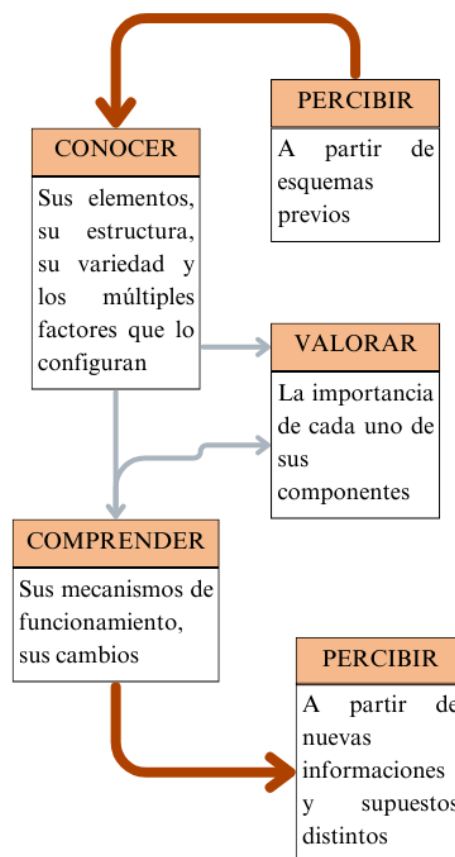 PERCIBIR
A partir de
esquemas
previos
CONOCER
Sus elementos,
su estructura,
su variedad y
los múltiples
factores que lo
configuran
VALORAR
La importancia
de cada uno de
sus
componentes
COMPRENDER
Sus mecanismos de
funcionamiento,
sus cambios
PERCIBIR
A partir de
nuevas
informaciones
y supuestos
distintos